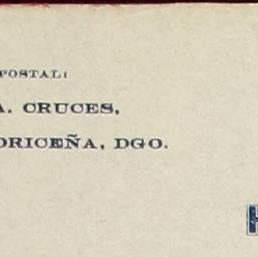 POSTAL:
A. CRUCES,
ORICEÑA, DGO.